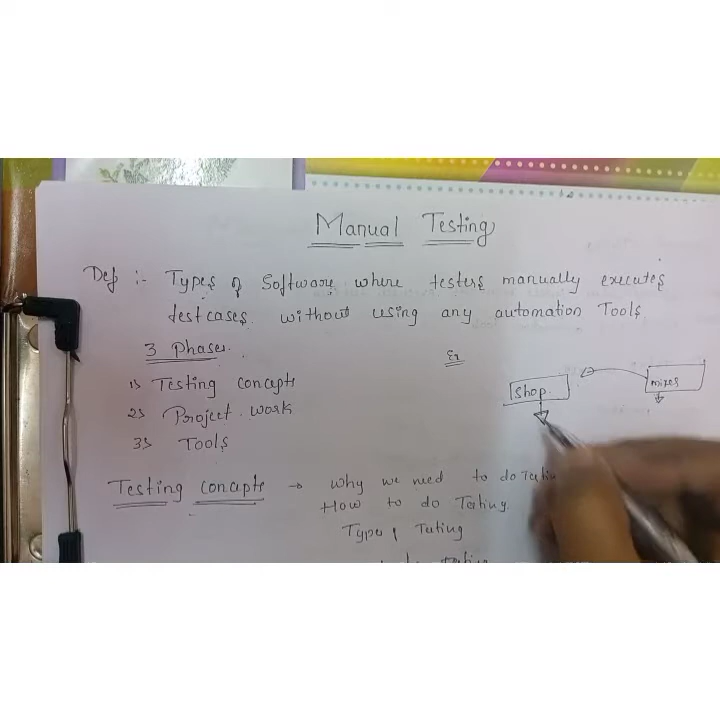 Manual Testing
Def :- Types of Software where testers manually executes
testcases without using any automation Tools
3 Phases.
Ex
1) Testing concepts
Shop.
mixes
2) Project work
3) Tools
Testing concepts → Why we need to do
How to do Testing
Types of Testing